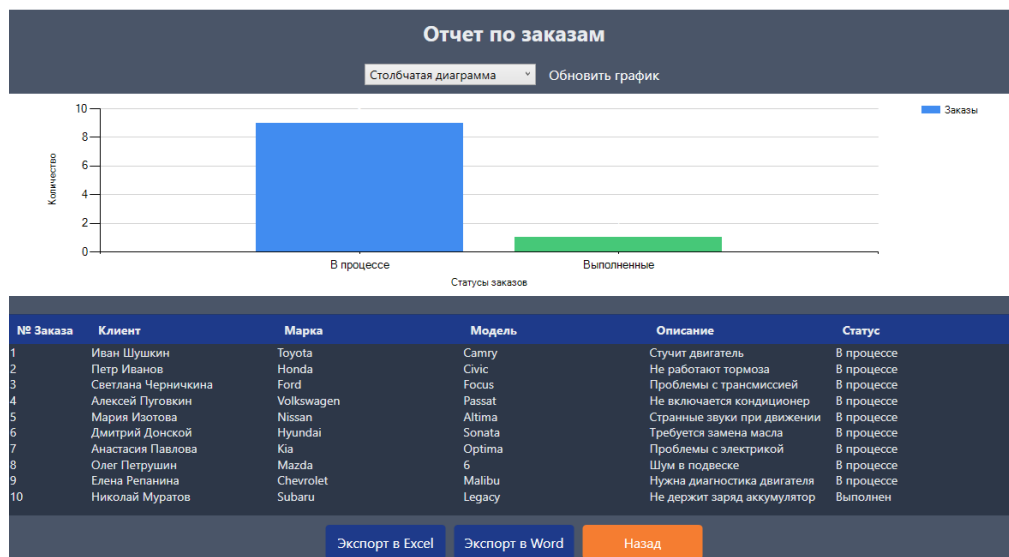 Отчет по заказам
Столбчатая диаграмма Обновить график
10
8
6
4
2
0
Количество
Заказы
В процессе Выполненные
Статусы заказов
№ Заказа Клиент Марка Модель Описание Статус
1 Иван Шушкин Toyota Camry Стучит двигатель В процессе
2 Петр Иванов Honda Civic Не работают тормоза В процессе
3 Светлана Черничкина Ford Focus Проблемы с трансмиссией В процессе
4 Алексей Пуговкин Volkswagen Passat Не включается кондиционер В процессе
5 Мария Изотова Nissan Altima Странные звуки при движении В процессе
6 Дмитрий Донской Hyundai Sonata Требуется замена масла В процессе
7 Анастасия Павлова Kia Optima Проблемы с электрикой В процессе
8 Олег Петрушин Mazda 6 Шум в подвеске В процессе
9 Елена Репанина Chevrolet Malibu Нужна диагностика двигателя В процессе
10 Николай Муратов Subaru Legacy Не держит заряд аккумулятор Выполнен
Экспорт в Excel Экспорт в Word Назад